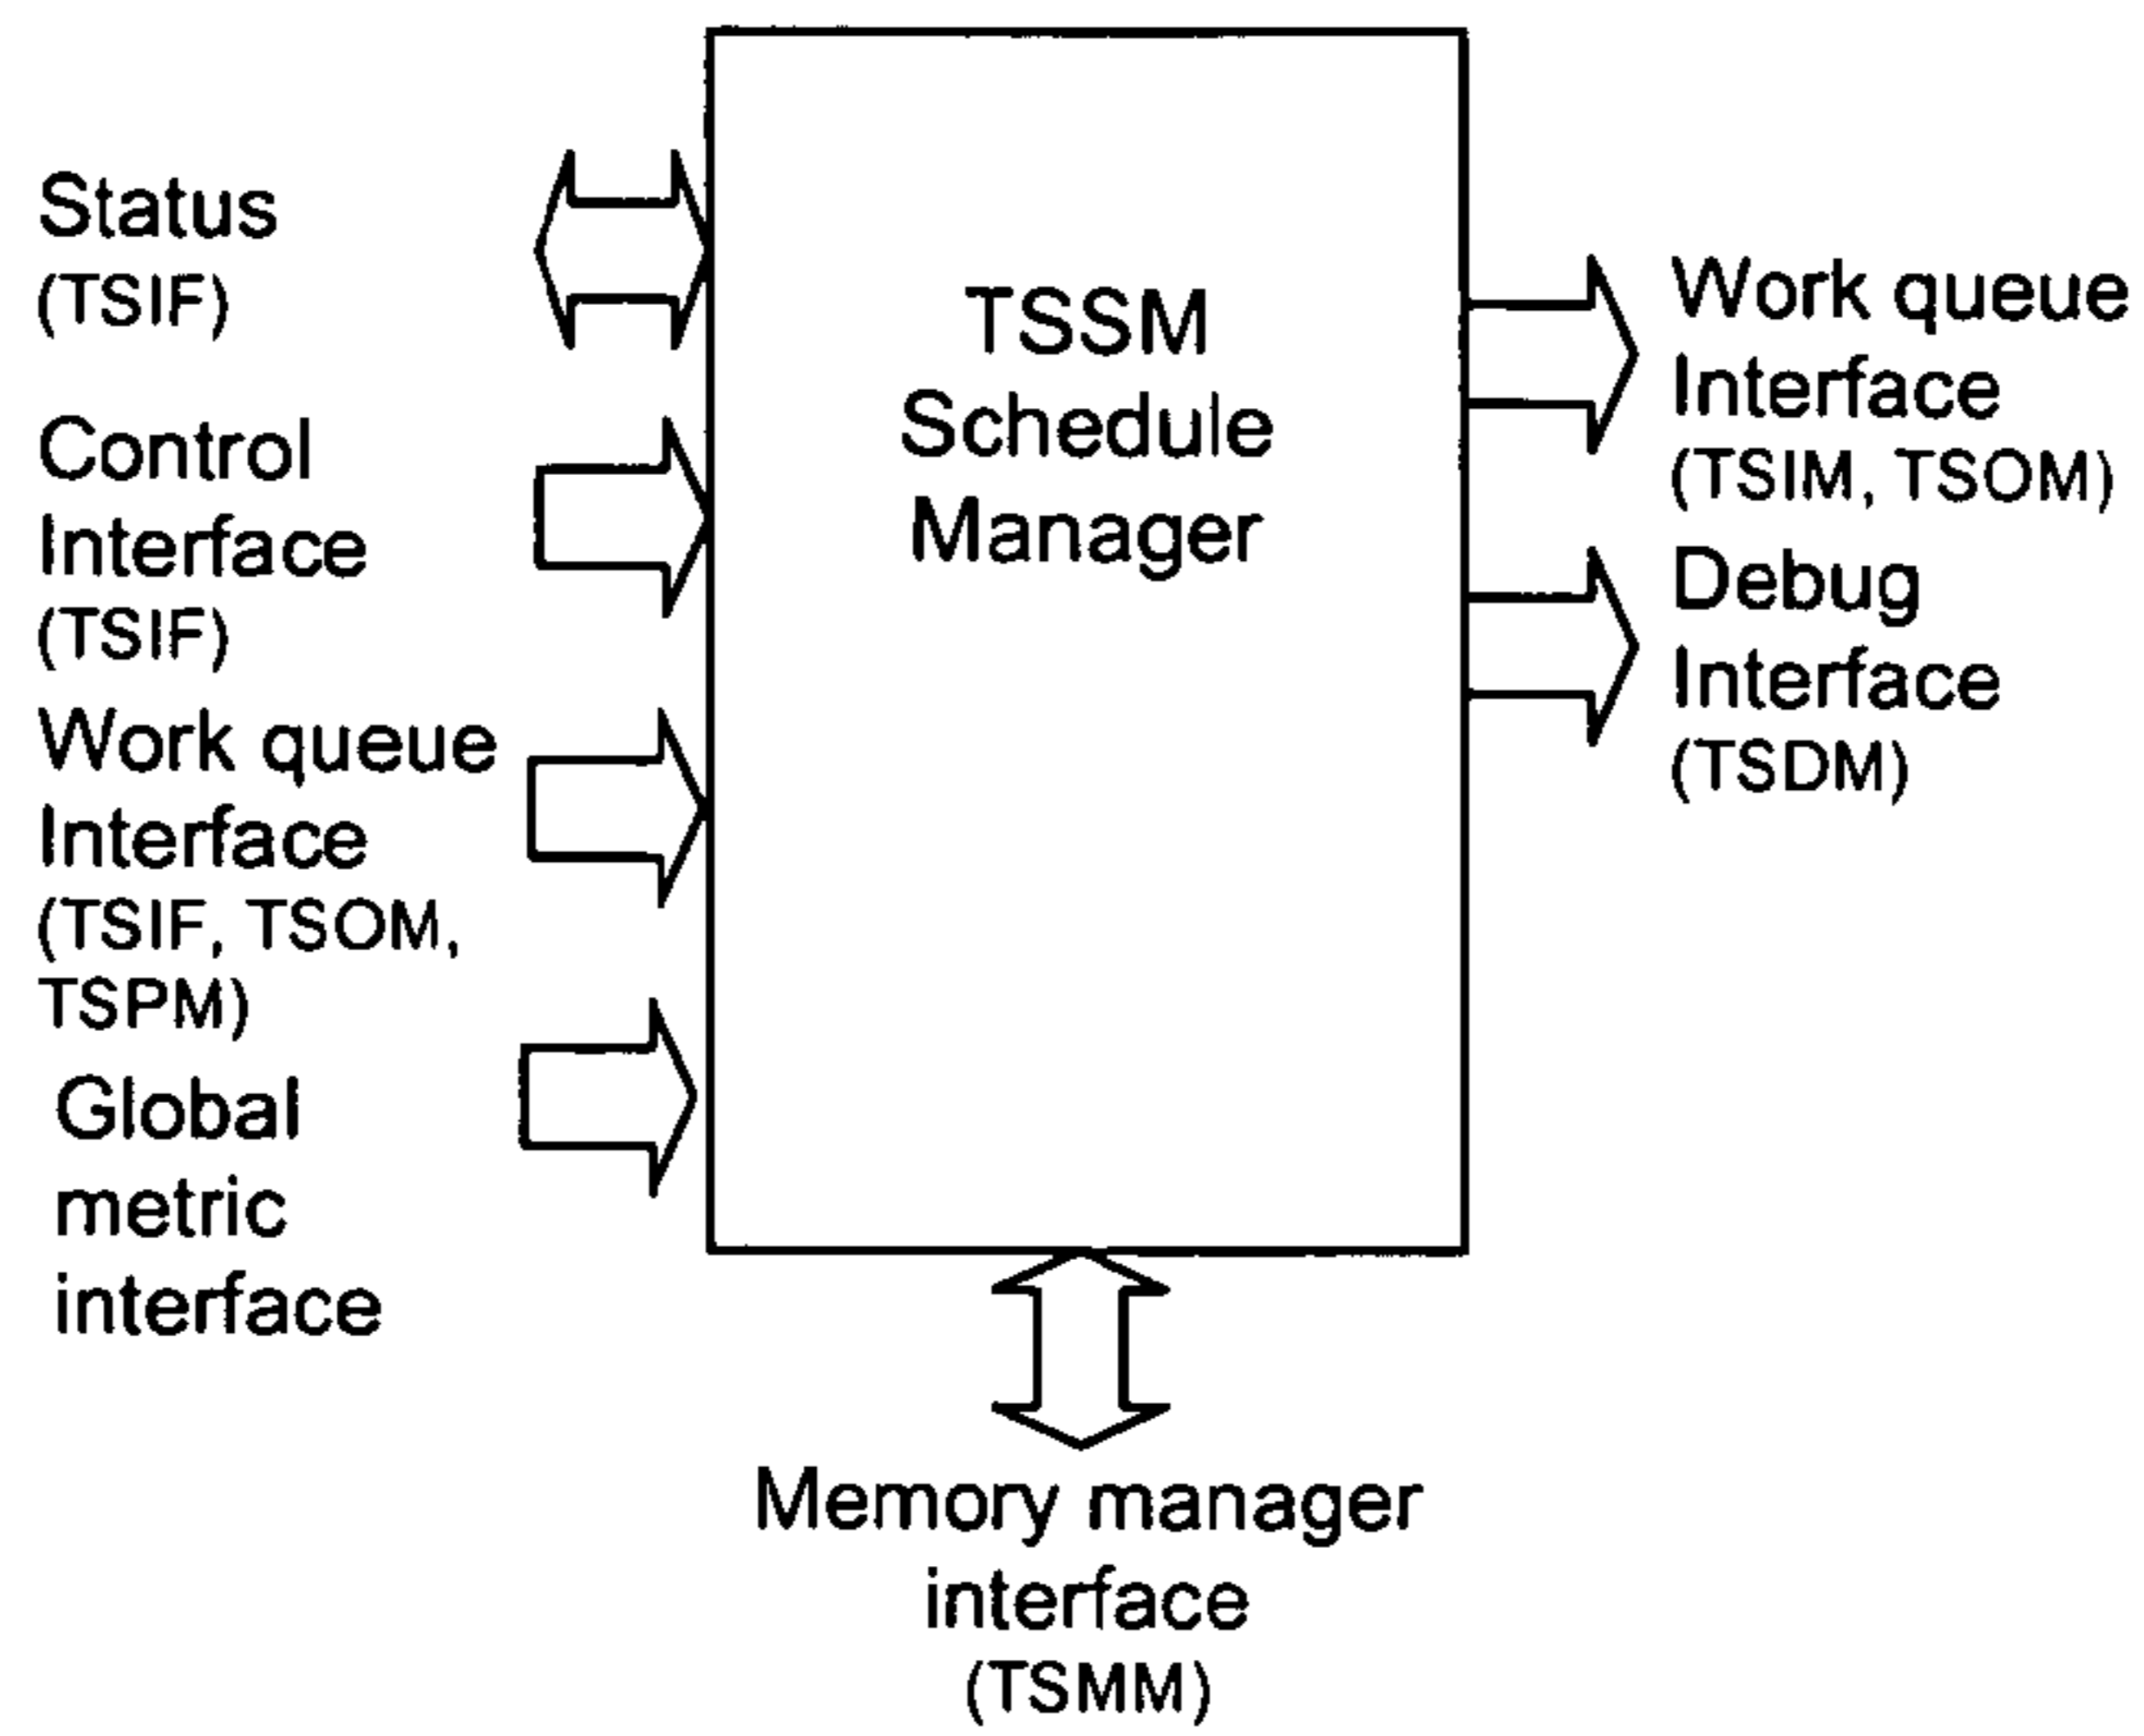 Status
(TSIF)
Control
Interface
(TSIF)
Work queue
Interface
(TSIF, TSOM,
TSPM)
Global
metric
interface
TSSM
Schedule
Manager
Work queue
Interface
(TSIM, TSOM)
Debug
Interface
(TSDM)
Memory manager
interface
(TSMM)